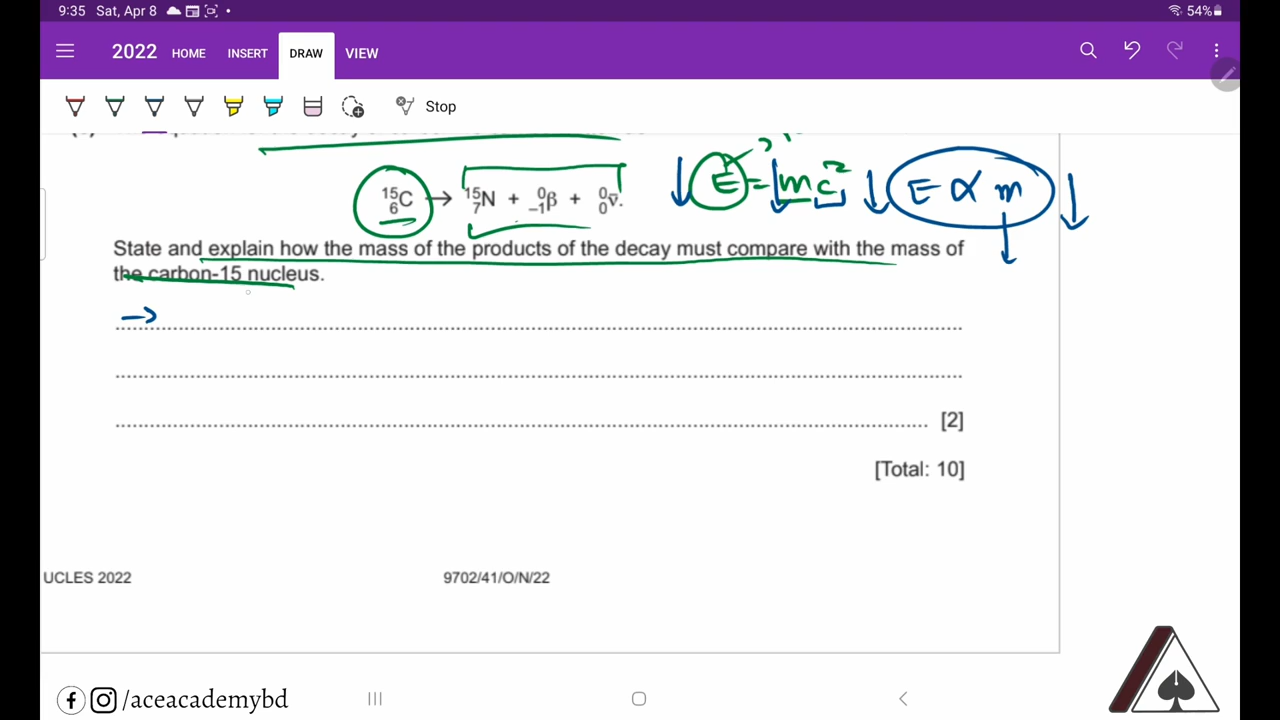 9:35 Sat, Apr 8
54%
2022 HOME INSERT DRAW VIEW
Stop
E = mc² E ∝ m
¹⁵₆C → ¹⁵₇N + ⁰₋₁β + ⁰₀ν̅.
State and explain how the mass of the products of the decay must compare with the mass of
the carbon-15 nucleus.
→
[2]
[Total: 10]
UCLES 2022 9702/41/O/N/22
/aceacademybd